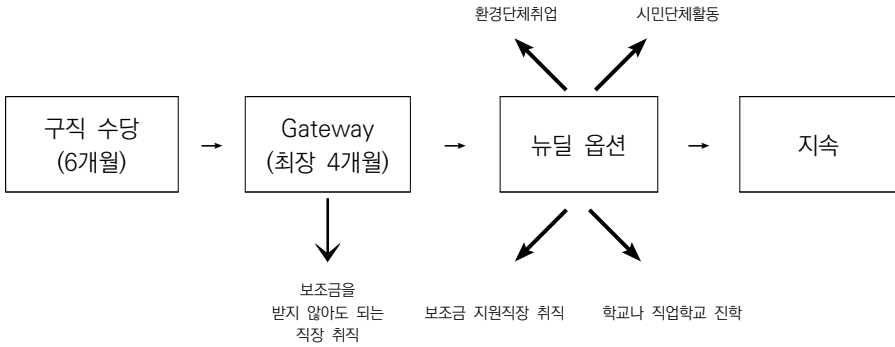 환경단체취업 시민단체활동
구직 수당
(6개월)
→
Gateway
(최장 4개월)
→
뉴딜 옵션
→
지속
보조금을
받지 않아도 되는
직장 취직
보조금 지원직장 취직
학교나 직업학교 진학